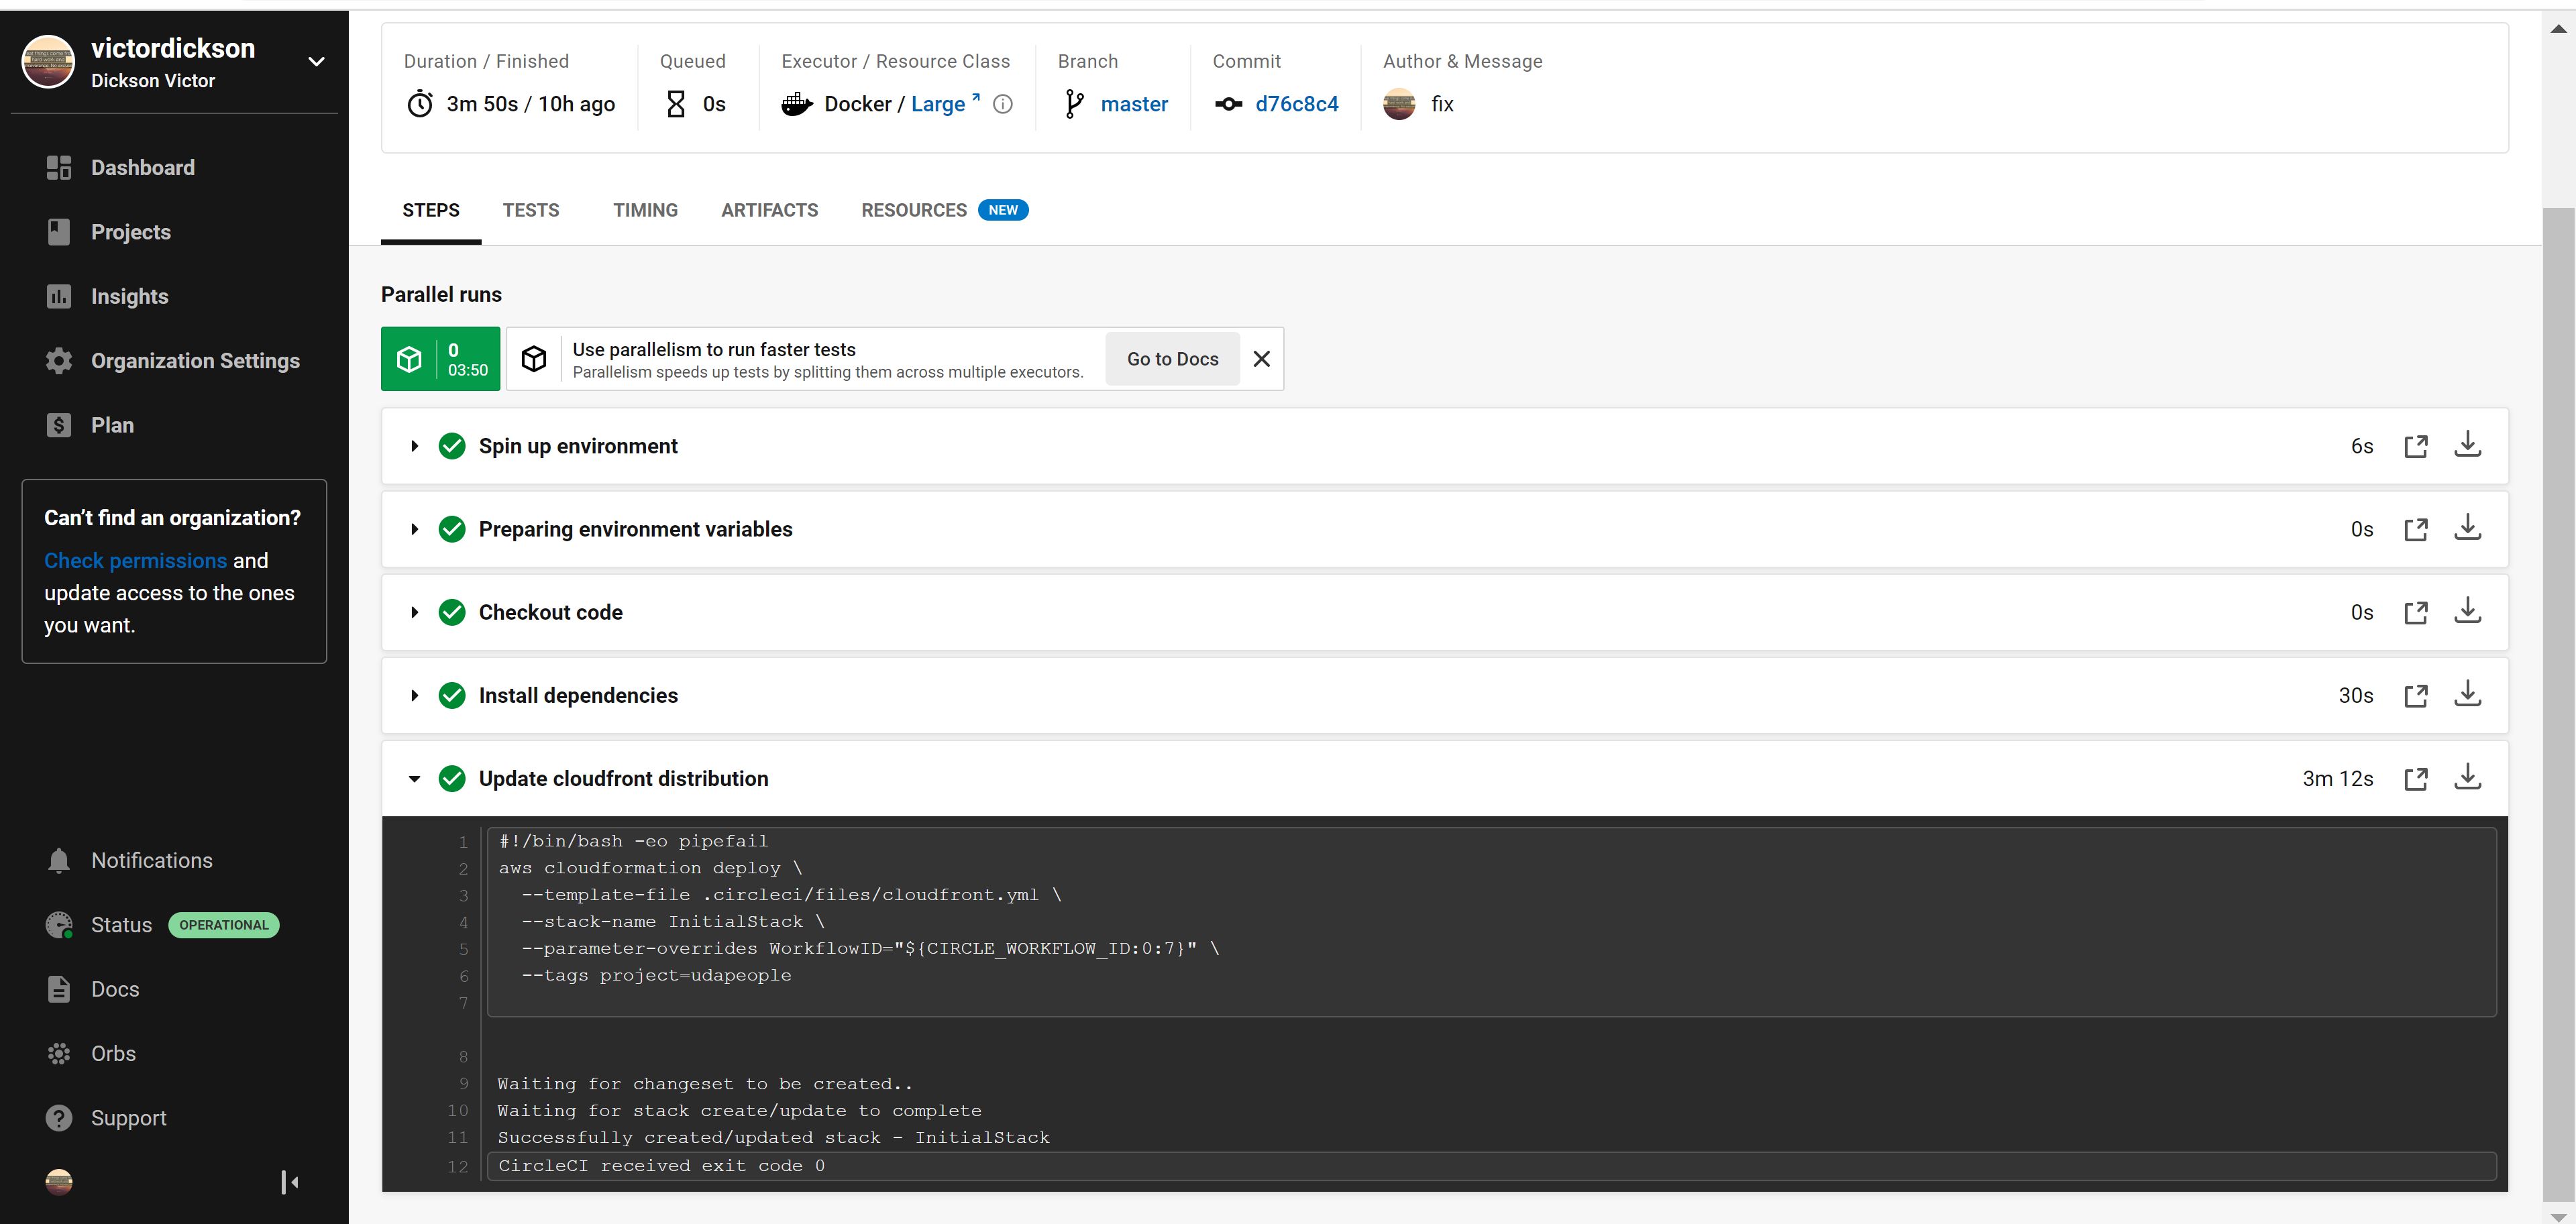 victordickson
Dickson Victor
Dashboard
Projects
Insights
Organization Settings
Plan
Can’t find an organization?
Check permissions and
update access to the ones
you want.
Notifications
Status OPERATIONAL
Docs
Orbs
Support
Duration / Finished
3m 50s / 10h ago
Queued
0s
Executor / Resource Class
Docker / Large
Branch
master
Commit
d76c8c4
Author & Message
fix
STEPS TESTS TIMING ARTIFACTS RESOURCES NEW
Parallel runs
0
03:50
Use parallelism to run faster tests
Parallelism speeds up tests by splitting them across multiple executors.
Go to Docs
Spin up environment 6s
Preparing environment variables 0s
Checkout code 0s
Install dependencies 30s
Update cloudfront distribution 3m 12s
1 #!/bin/bash -eo pipefail
2 aws cloudformation deploy \
3 --template-file .circleci/files/cloudfront.yml \
4 --stack-name InitialStack \
5 --parameter-overrides WorkflowID="${CIRCLE_WORKFLOW_ID:0:7}" \
6 --tags project=udapeople
7
8
9 Waiting for changeset to be created..
10 Waiting for stack create/update to complete
11 Successfully created/updated stack - InitialStack
12 CircleCI received exit code 0